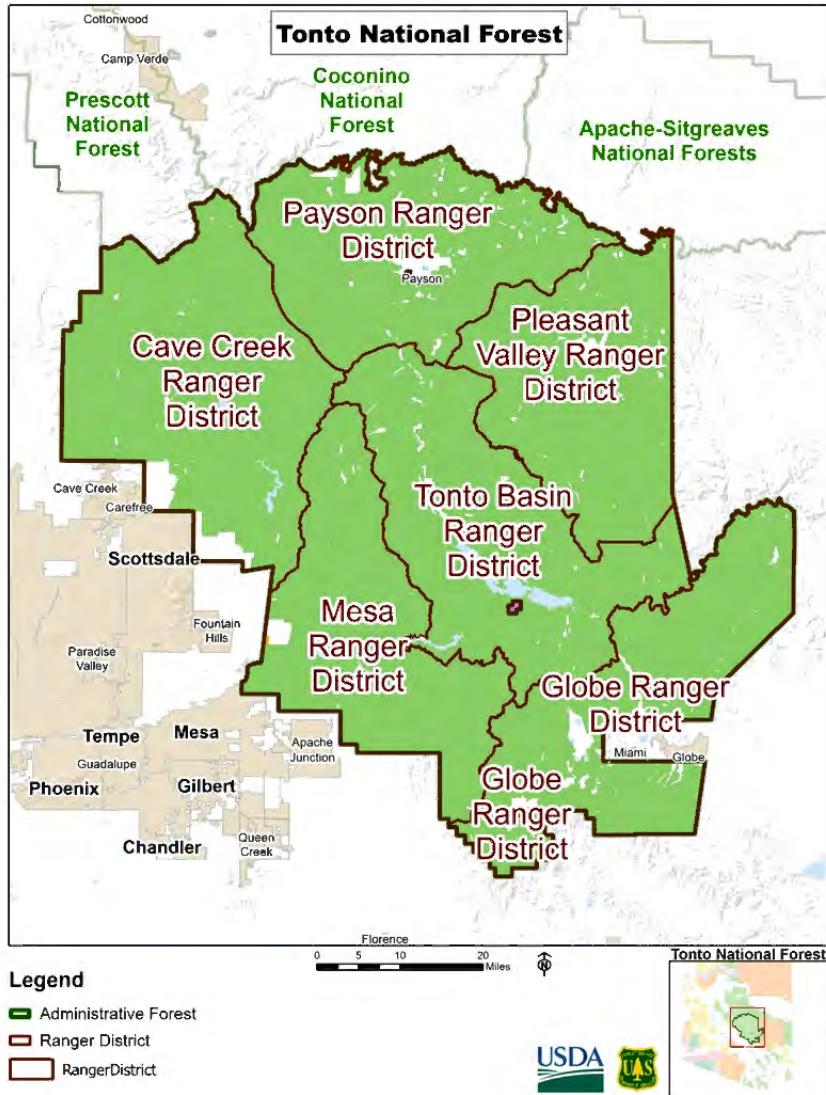 Cottonwood
Tonto National Forest
Camp Verde
Coconino
National
Forest
Prescott
National
Forest
Apache-Sitgreaves
National Forests
Payson Ranger
District
Payson
Pleasant
Valley Ranger
District
Cave Creek
Ranger
District
Cave Creek
Carefree
Tonto Basin
Ranger
District
Scottsdale
Mesa
Ranger
District
Fountain
Hills
Paradise
Valley
Globe Ranger
District
Tempe
Mesa
Apache
Junction
Miami
Globe
Guadalupe
Phoenix
Gilbert
Globe
Ranger
District
Chandler
Queen
Creek
Florence
0 5 10 20
Miles
N
Legend
Administrative Forest
Ranger District
RangerDistrict
Tonto National Forest
USDA
U S